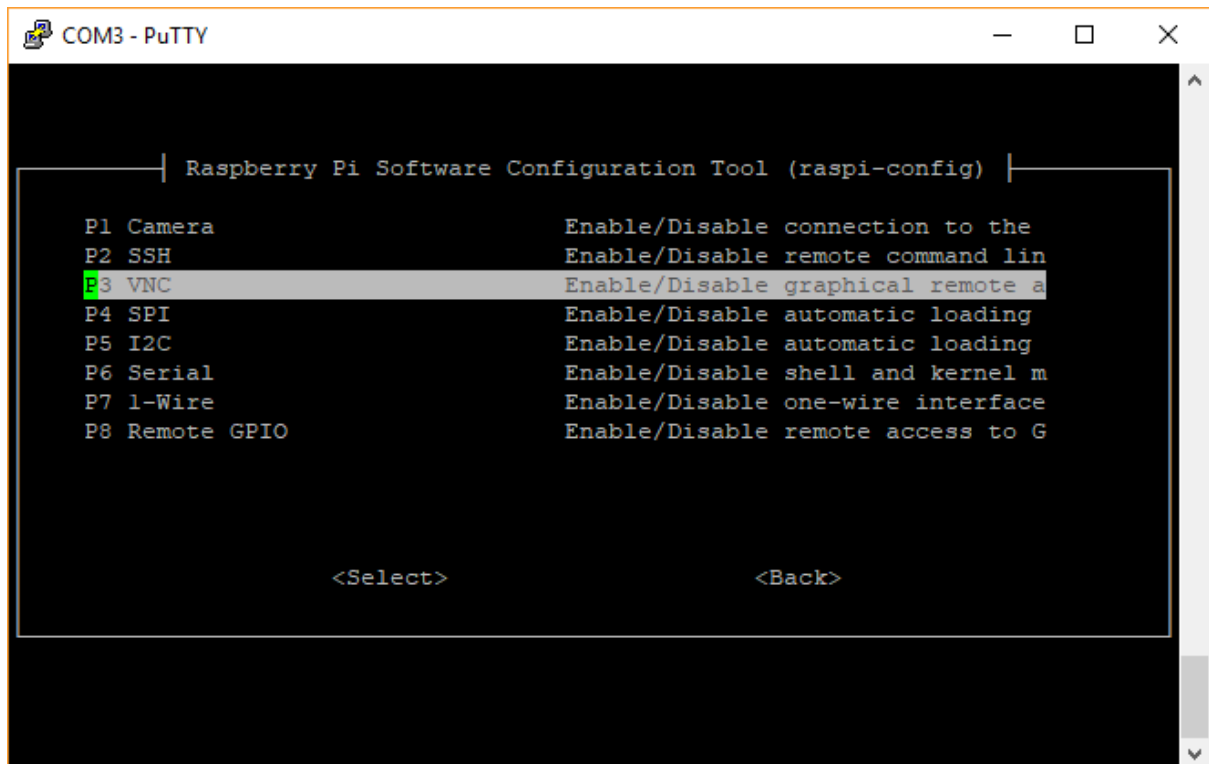 COM3 - PuTTY
Raspberry Pi Software Configuration Tool (raspi-config)
P1 Camera Enable/Disable connection to the
P2 SSH Enable/Disable remote command lin
P3 VNC Enable/Disable graphical remote a
P4 SPI Enable/Disable automatic loading
P5 I2C Enable/Disable automatic loading
P6 Serial Enable/Disable shell and kernel m
P7 1-Wire Enable/Disable one-wire interface
P8 Remote GPIO Enable/Disable remote access to G
<Select> <Back>